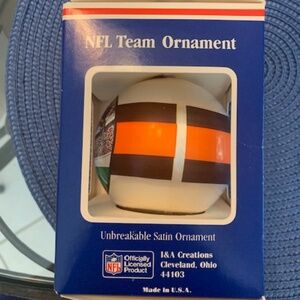 NFL Team Ornament
Unbreakable Satin Ornament
NFL
Officially
Licensed
Product
I&A Creations
Cleveland, Ohio
44103
Made in U.S.A.